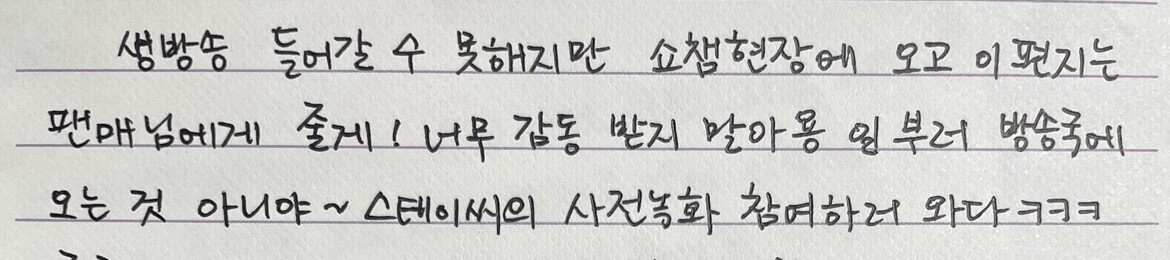 생방송 들어갈 수 못해지만 쇼챔현장에 오고 이 편지는
팬매님에게 줄게! 너무 감동 받지 말아용 일부러 방송국에
오는 것 아니야~ 스테이씨의 사전녹화 참여하러 와다 ㅋㅋㅋ